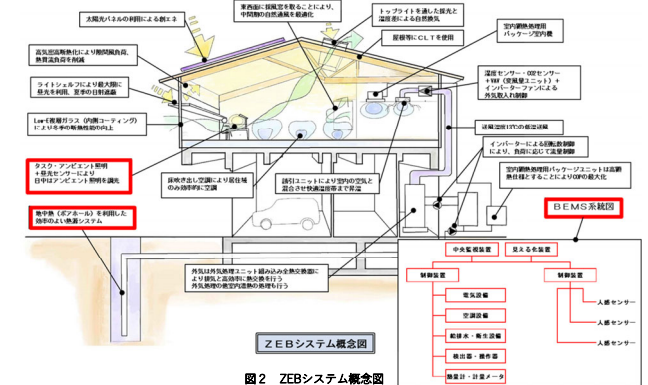 太陽光パネルの利用による創エネ
東西面に換風窓を取ることにより、
中間期の自然通風を最適化
トップライトを通した採光と
温度差による自然換気
室内顕熱処理用
パッケージ室内機
高気密高断熱化により隙間風負荷、
熱貫流負荷を削減
屋根等にCLTを使用
温度センサー・CO2センサー
+VAV（変風量ユニット）+
インバーターファンによる
外気取入れ制御
ライトシェルフにより最大限に
昼光を利用、夏季の日射遮蔽
Low-E複層ガラス（内側コーティング）
により冬季の断熱性能の向上
送風温度13℃の低温送風
タスク・アンビエント照明
+昼光センサーにより
日中はアンビエント照明を調光
床吹き出し空調により居住域
のみ効率的に空調
誘引ユニットにより室内の空気と
混合させ快適温度帯まで昇温
インバーターによる回転数制御
により、負荷に応じて流量制御
室内顕熱処理用パッケージユニットは高顕
熱仕様とすることによりCOPの最大化
地中熱（ボアホール）を利用した
効率のよい熱源システム
BEMS系統図
外気は外気処理ユニット組み込み全熱交換器に
より排気と高効率に熱交換を行う
外気処理の他室内潜熱の処理も行う
中央監視装置
見える化装置
制御装置
制御装置
電気設備
人感センサー
空調設備
人感センサー
給排水・衛生設備
人感センサー
検出器・操作器
熱量計・計量メータ
ZEBシステム概念図
図2 ZEBシステム概念図